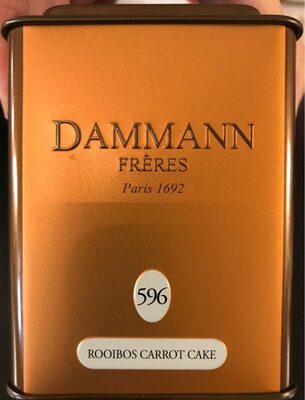 DAMMANN
FRÈRES
Paris 1692
596
ROOIBOS CARROT CAKE